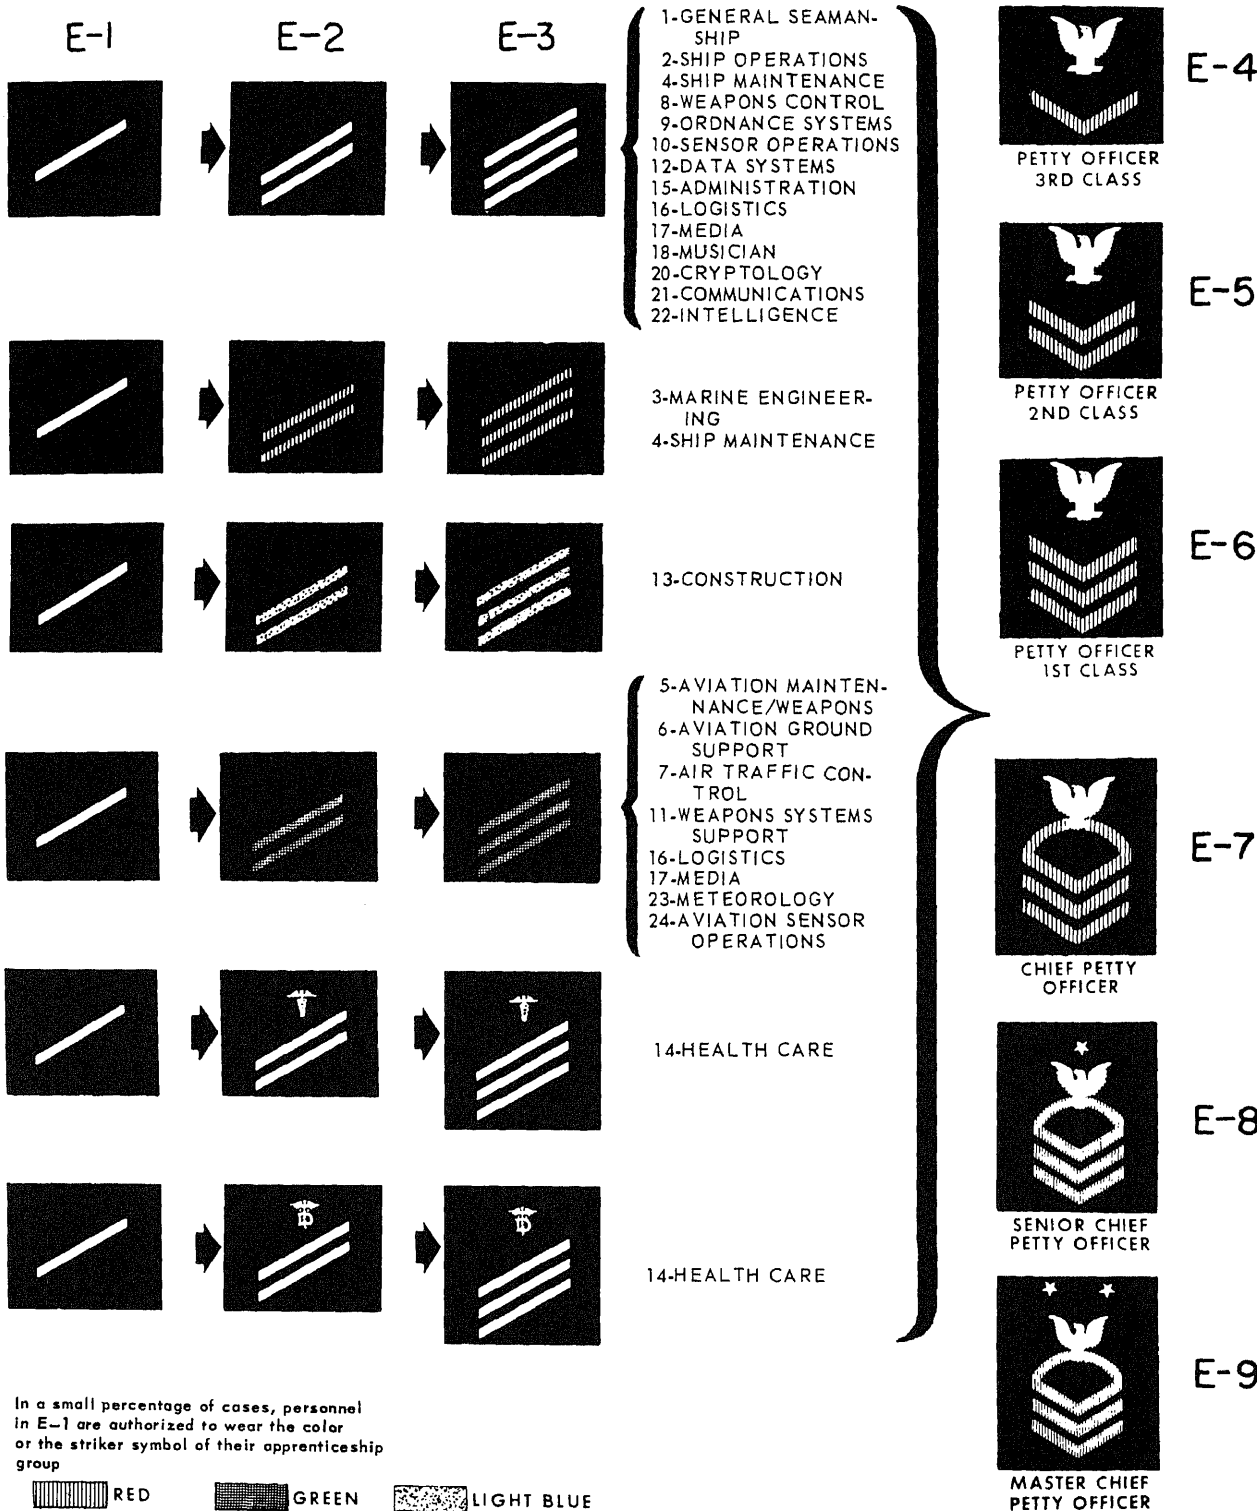 E-1
E-2
E-3
1-GENERAL SEAMAN-
SHIP
2-SHIP OPERATIONS
4-SHIP MAINTENANCE
8-WEAPONS CONTROL
9-ORDNANCE SYSTEMS
10-SENSOR OPERATIONS
12-DATA SYSTEMS
15-ADMINISTRATION
16-LOGISTICS
17-MEDIA
18-MUSICIAN
20-CRYPTOLOGY
21-COMMUNICATIONS
22-INTELLIGENCE
3-MARINE ENGINEER-
ING
4-SHIP MAINTENANCE
13-CONSTRUCTION
5-AVIATION MAINTEN-
NANCE/WEAPONS
6-AVIATION GROUND
SUPPORT
7-AIR TRAFFIC CON-
TROL
11-WEAPONS SYSTEMS
SUPPORT
16-LOGISTICS
17-MEDIA
23-METEOROLOGY
24-AVIATION SENSOR
OPERATIONS
14-HEALTH CARE
D
D
14-HEALTH CARE
E-4
PETTY OFFICER
3RD CLASS
E-5
PETTY OFFICER
2ND CLASS
E-6
PETTY OFFICER
1ST CLASS
E-7
CHIEF PETTY
OFFICER
E-8
SENIOR CHIEF
PETTY OFFICER
E-9
MASTER CHIEF
PETTY OFFICER
In a small percentage of cases, personnel
in E-1 are authorized to wear the color
or the striker symbol of their apprenticeship
group
RED
GREEN
LIGHT BLUE